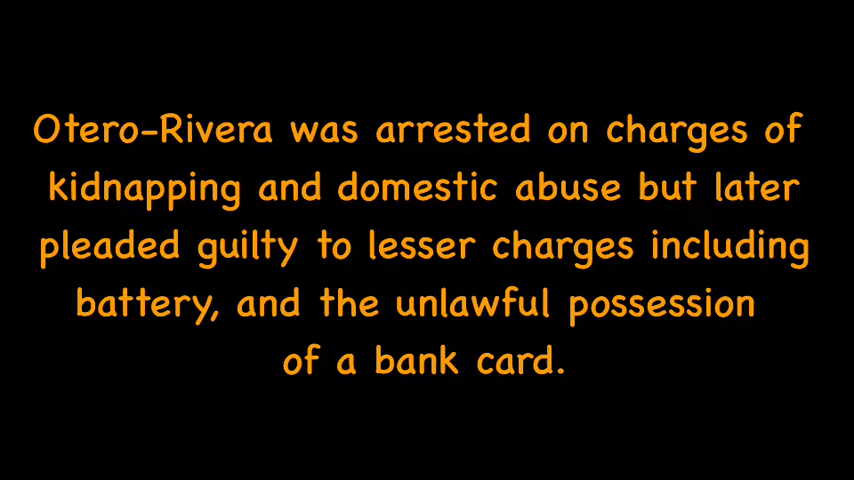 Otero-Rivera was arrested on charges of
kidnapping and domestic abuse but later
pleaded guilty to lesser charges including
battery, and the unlawful possession
of a bank card.